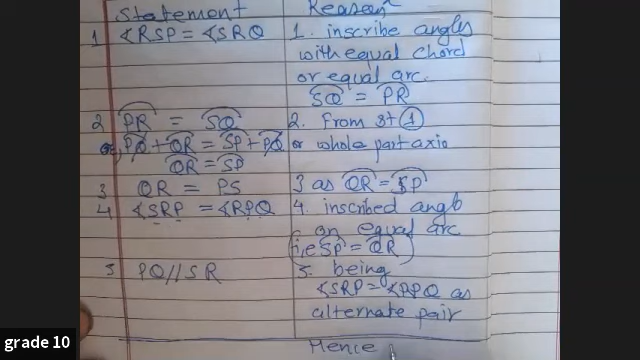 Statement Reason
1 ∢RSP = ∢SRQ 1. inscribe angles
with equal chord
or equal arc.
SQ = PR
2 PR = SQ 2. From st ①
or, PQ + QR = SP + PQ or whole part axio
QR = SP
3 QR = PS 3 as QR = SP
4 ∢SRP = ∢RPQ 4. inscribed angle
on equal arc
(i,e SP = QR)
5 PQ//SR 5. being
∢SRP = ∢RPQ as
alternate pair
Hence
grade 10